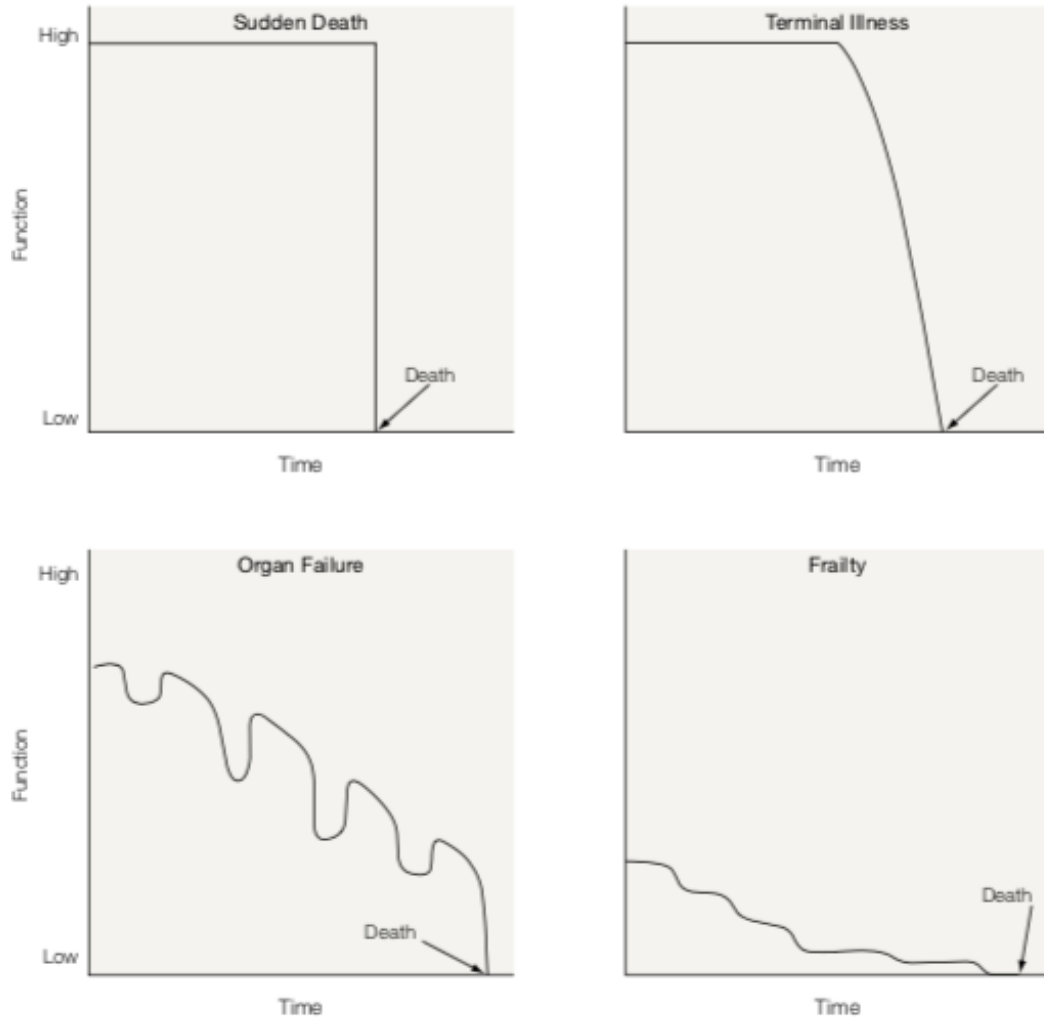 Sudden Death
High
Function
Low
Death
Time
Terminal Illness
Death
Time
Organ Failure
High
Function
Low
Death
Time
Frailty
Death
Time